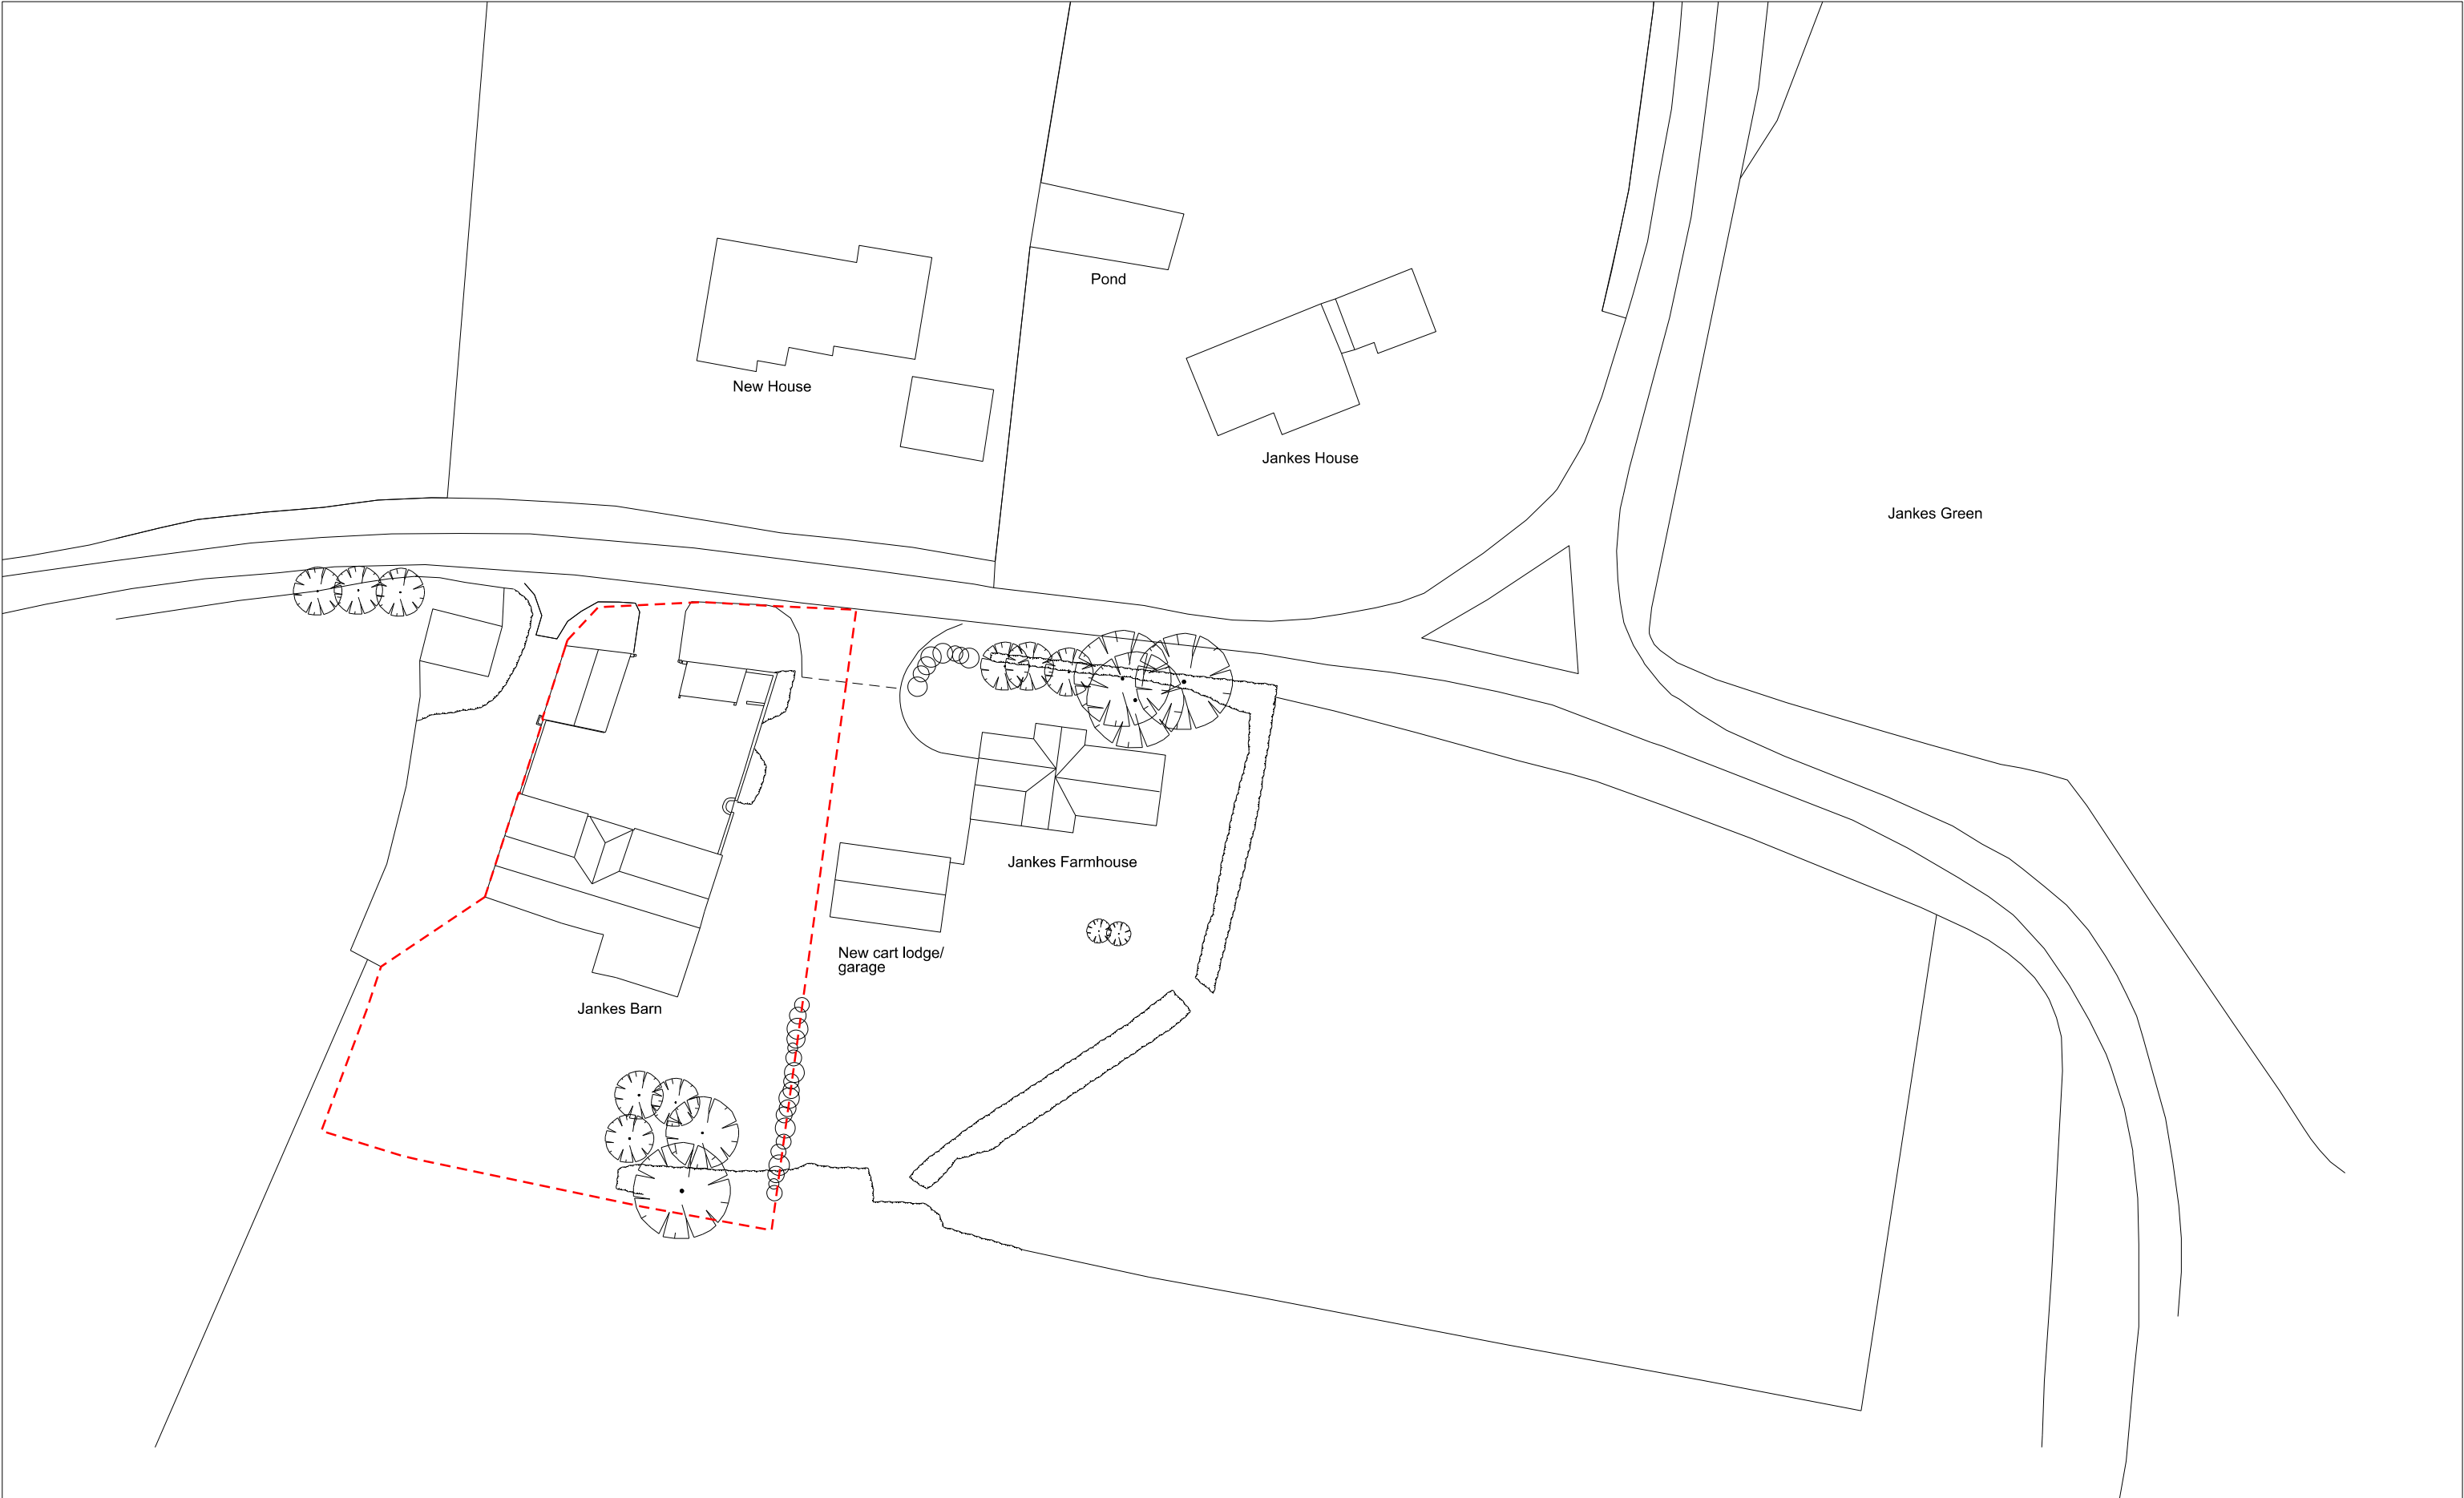 Pond
New House
Jankes House
Jankes Green
Jankes Farmhouse
New cart lodge/
garage
Jankes Barn